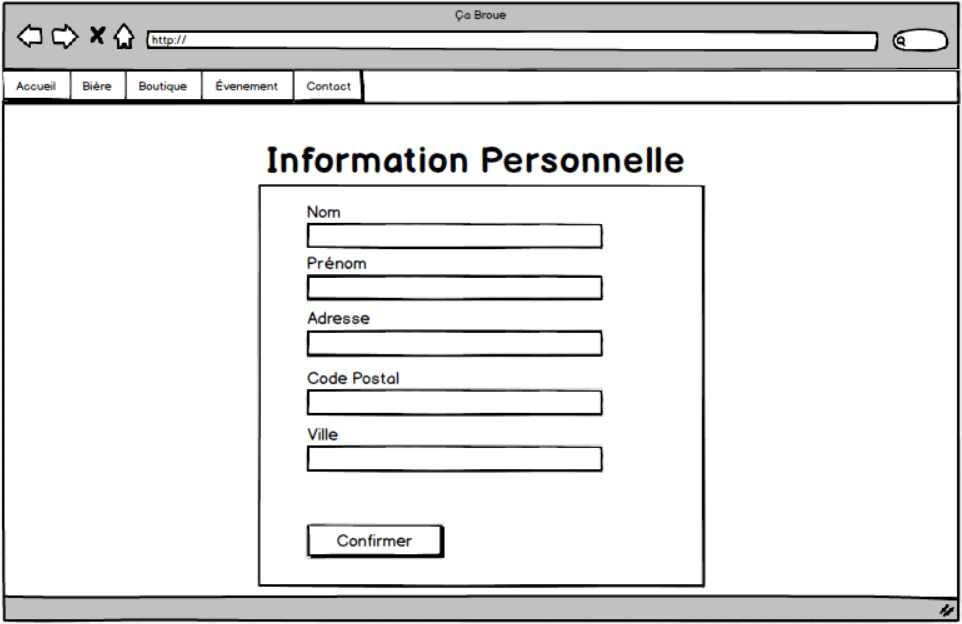 Ça Broue
http://
Accueil Bière Boutique Évenement Contact
Information Personnelle
Nom
Prénom
Adresse
Code Postal
Ville
Confirmer